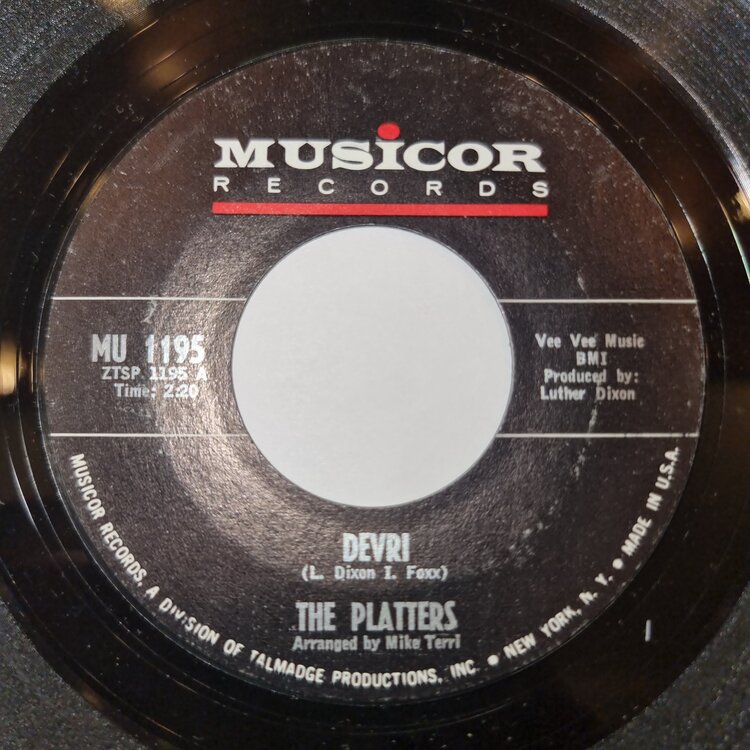 MUSICOR
RECORDS
MU 1195
ZTSP 1195 A
Time: 2:20
Vee Vee Music
BMI
Produced by:
Luther Dixon
DEVRI
(L. Dixon I. Foxx)
THE PLATTERS
Arranged by Mike Terri
MUSICOR RECORDS, A DIVISION OF TALMADGE PRODUCTIONS, INC. • NEW YORK, N. Y. • MADE IN U.S.A.